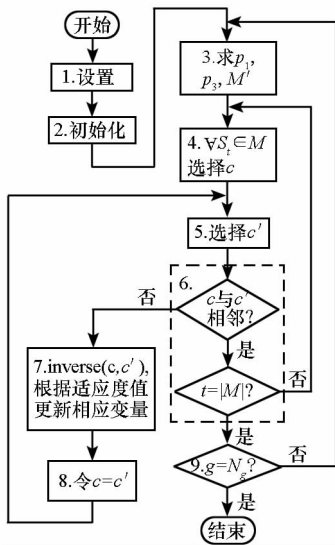 开始
1.设置
2.初始化
3.求p₁,
p₃, M′
4.∀Sₜ∈M
选择c
5.选择c′
6.
c与c′
相邻?
否
是
7.inverse(c,c′),
根据适应度值
更新相应变量
t=|M|?
否
是
8.令c=c′
9.g=Ng?
否
是
结束